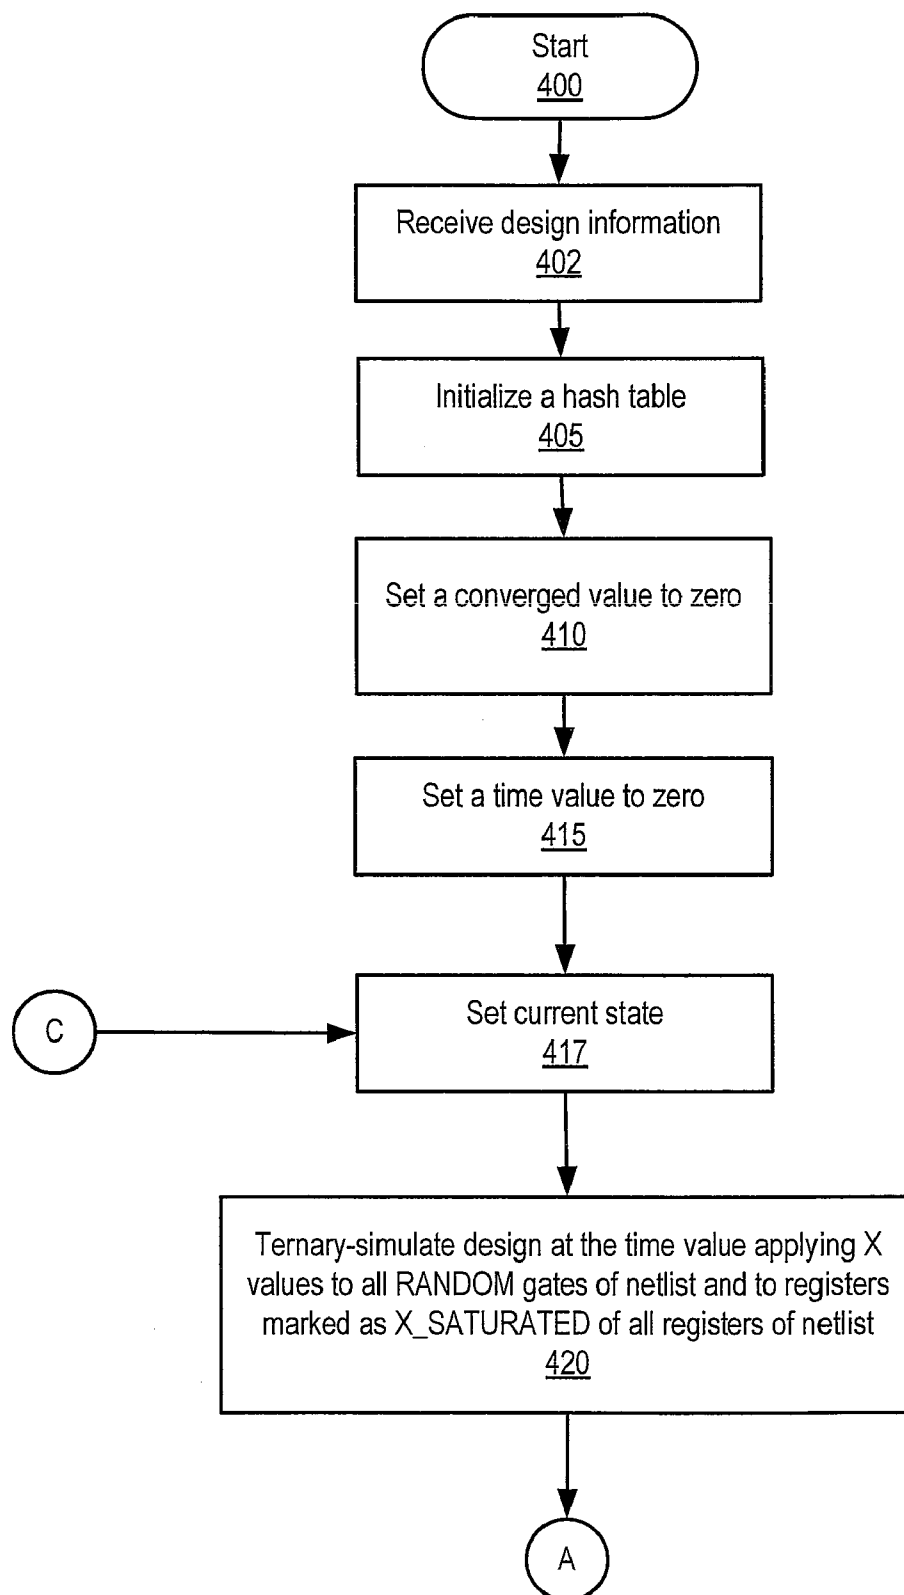 Start
400
Receive design information
402
Initialize a hash table
405
Set a converged value to zero
410
Set a time value to zero
415
C
Set current state
417
Ternary-simulate design at the time value applying X
values to all RANDOM gates of netlist and to registers
marked as X_SATURATED of all registers of netlist
420
A